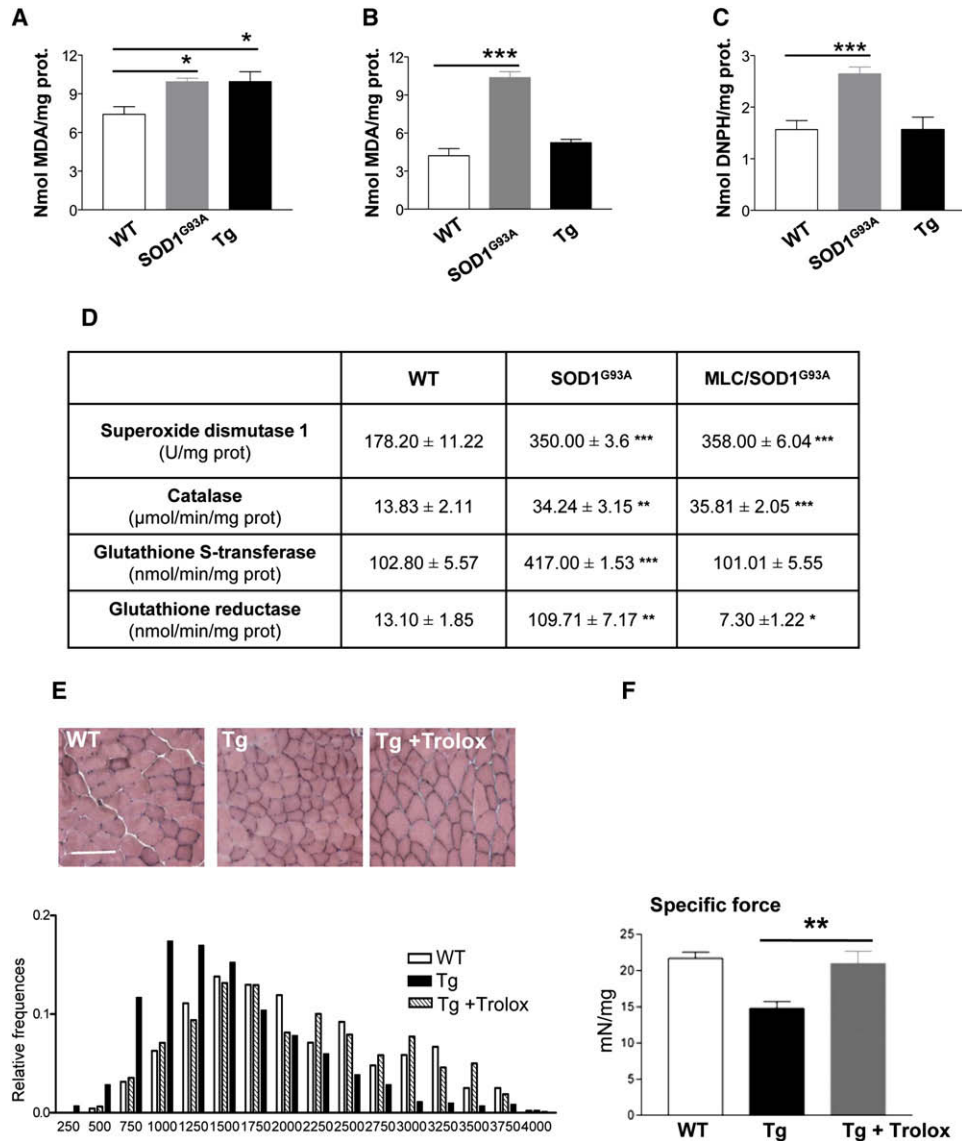 A
B
C
Nmol MDA/mg prot.
12
9
6
3
0
*
*
WT
SOD1G93A
Tg
Nmol MDA/mg prot.
12
9
6
3
0
***
WT
SOD1G93A
Tg
Nmol DNPH/mg prot.
3
2
1
0
***
WT
SOD1G93A
Tg
D
WT SOD1G93A MLC/SOD1G93A
Superoxide dismutase 1
(U/mg prot)
178.20 ± 11.22 350.00 ± 3.6 *** 358.00 ± 6.04 ***
Catalase
(µmol/min/mg prot)
13.83 ± 2.11 34.24 ± 3.15 ** 35.81 ± 2.05 ***
Glutathione S-transferase
(nmol/min/mg prot)
102.80 ± 5.57 417.00 ± 1.53 *** 101.01 ± 5.55
Glutathione reductase
(nmol/min/mg prot)
13.10 ± 1.85 109.71 ± 7.17 ** 7.30 ±1.22 *
E
F
WT
Tg
Tg +Trolox
Relative frequences
0.2
0.1
0.0
WT
Tg
Tg +Trolox
250 500 750 1000 1250 1500 1750 2000 2250 2500 2750 3000 3250 3500 3750 4000
Specific force
**
mN/mg
25
20
15
10
5
0
WT
Tg
Tg + Trolox